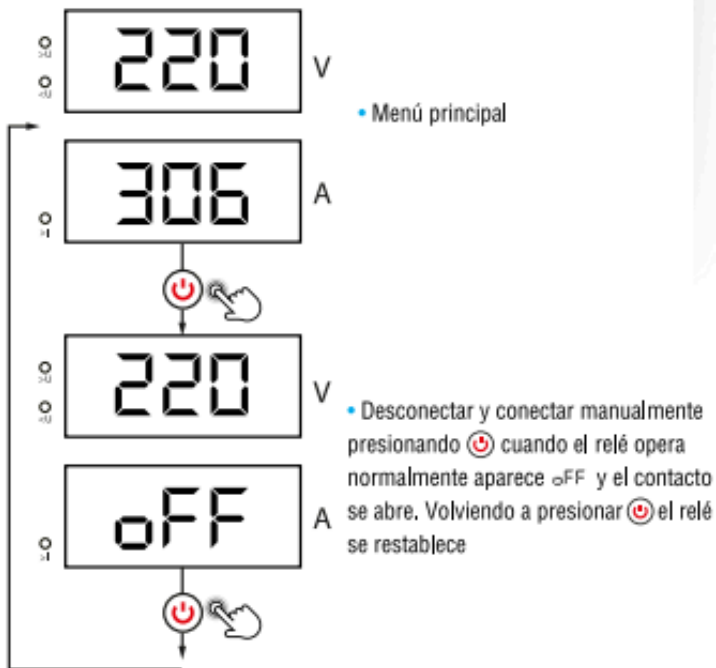 220 V
• Menú principal
306 A
220 V
• Desconectar y conectar manualmente
presionando cuando el relé opera
normalmente aparece oFF y el contacto
se abre. Volviendo a presionar el relé
se restablece
oFF A